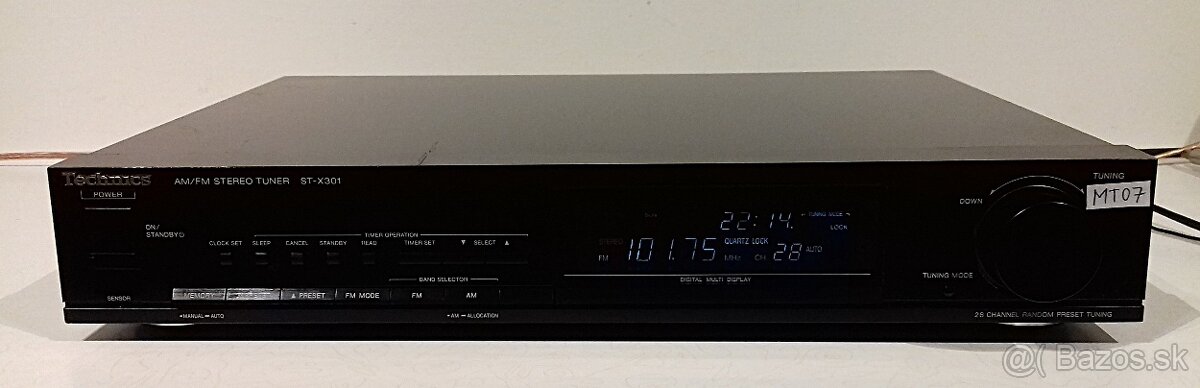 Technics
AM/FM STEREO TUNER ST-X301
POWER
TUNING
MT07
DOWN
ON/
STANDBY
TIMER OPERATION
CLOCK SET SLEEP CANCEL STANDBY READ TIMER SET ▼ SELECT ▲
SUN 22:14. TUNING MODE
LOCK
STEREO
FM 101.75 MHz QUARTZ LOCK CH 28 AUTO
BAND SELECTOR
DIGITAL MULTI DISPLAY
TUNING MODE
SENSOR
MEMORY ▲ PRESET FM MODE FM AM
•MANUAL — AUTO
•AM — ALLOCATION
28 CHANNEL RANDOM PRESET TUNING
@( Bazos.sk